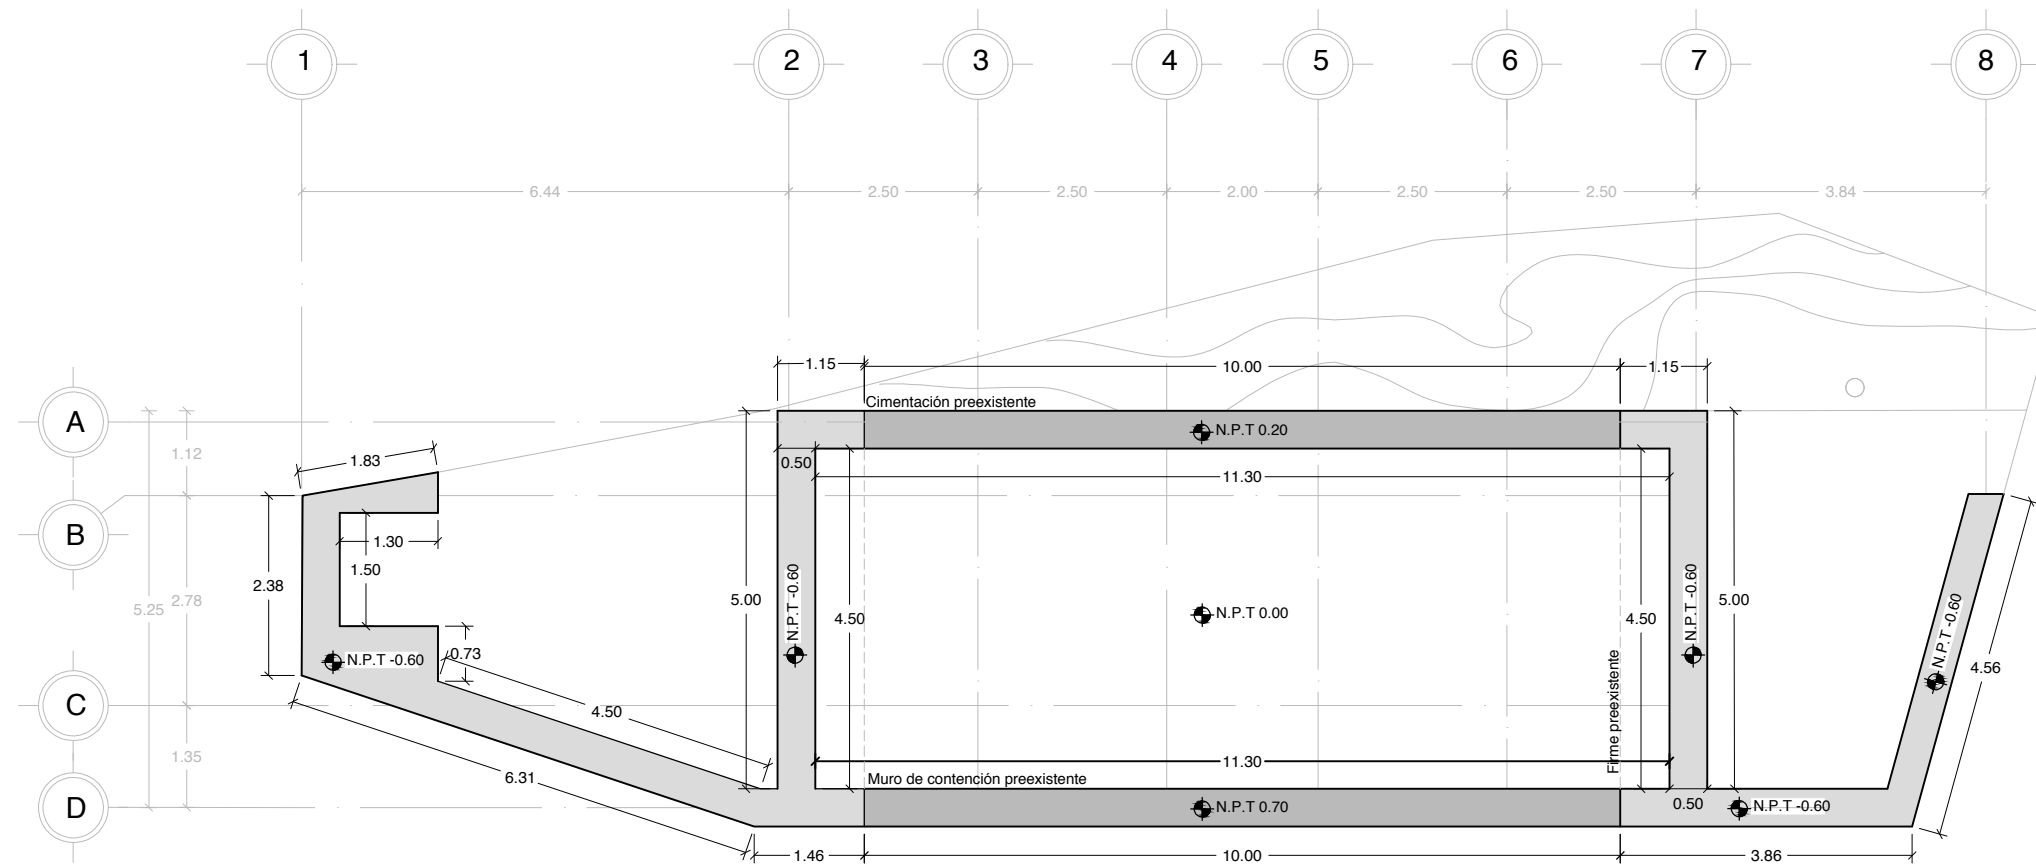 1 2 3 4 5 6 7 8
6.44 2.50 2.50 2.00 2.50 2.50 3.84
1.15 10.00 1.15
Cimentación preexistente
A
N.P.T 0.20
1.12
1.83
0.50
11.30
B
1.30
1.50
2.38
5.25
2.78
5.00
N.P.T -0.60
4.50
N.P.T 0.00
4.50
N.P.T -0.60
5.00
N.P.T -0.60
4.56
N.P.T -0.60
0.73
Firme preexistente
C
4.50
1.35
6.31
11.30
Muro de contención preexistente
D
N.P.T 0.70
0.50
N.P.T -0.60
1.46 10.00 3.86